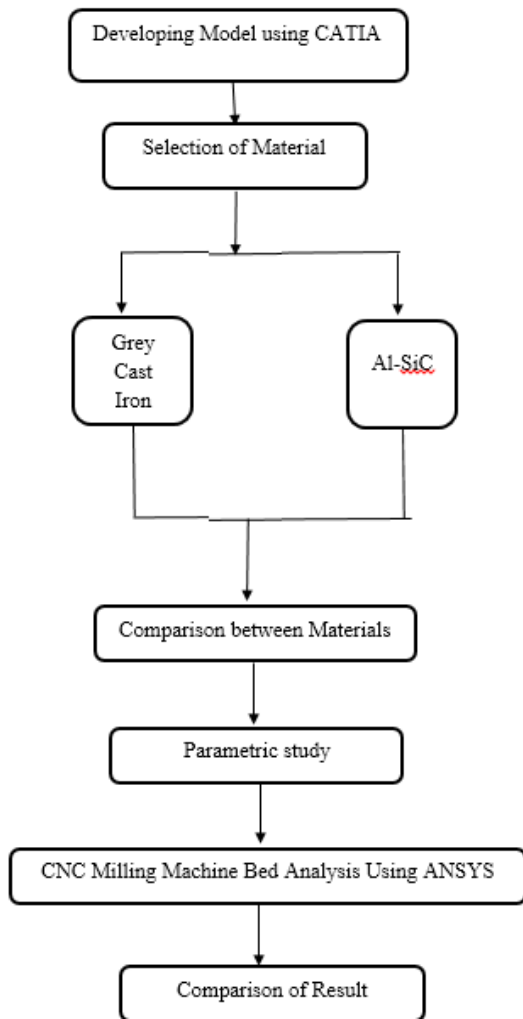 Developing Model using CATIA
Selection of Material
Grey
Cast
Iron
Al-SiC
Comparison between Materials
Parametric study
CNC Milling Machine Bed Analysis Using ANSYS
Comparison of Result